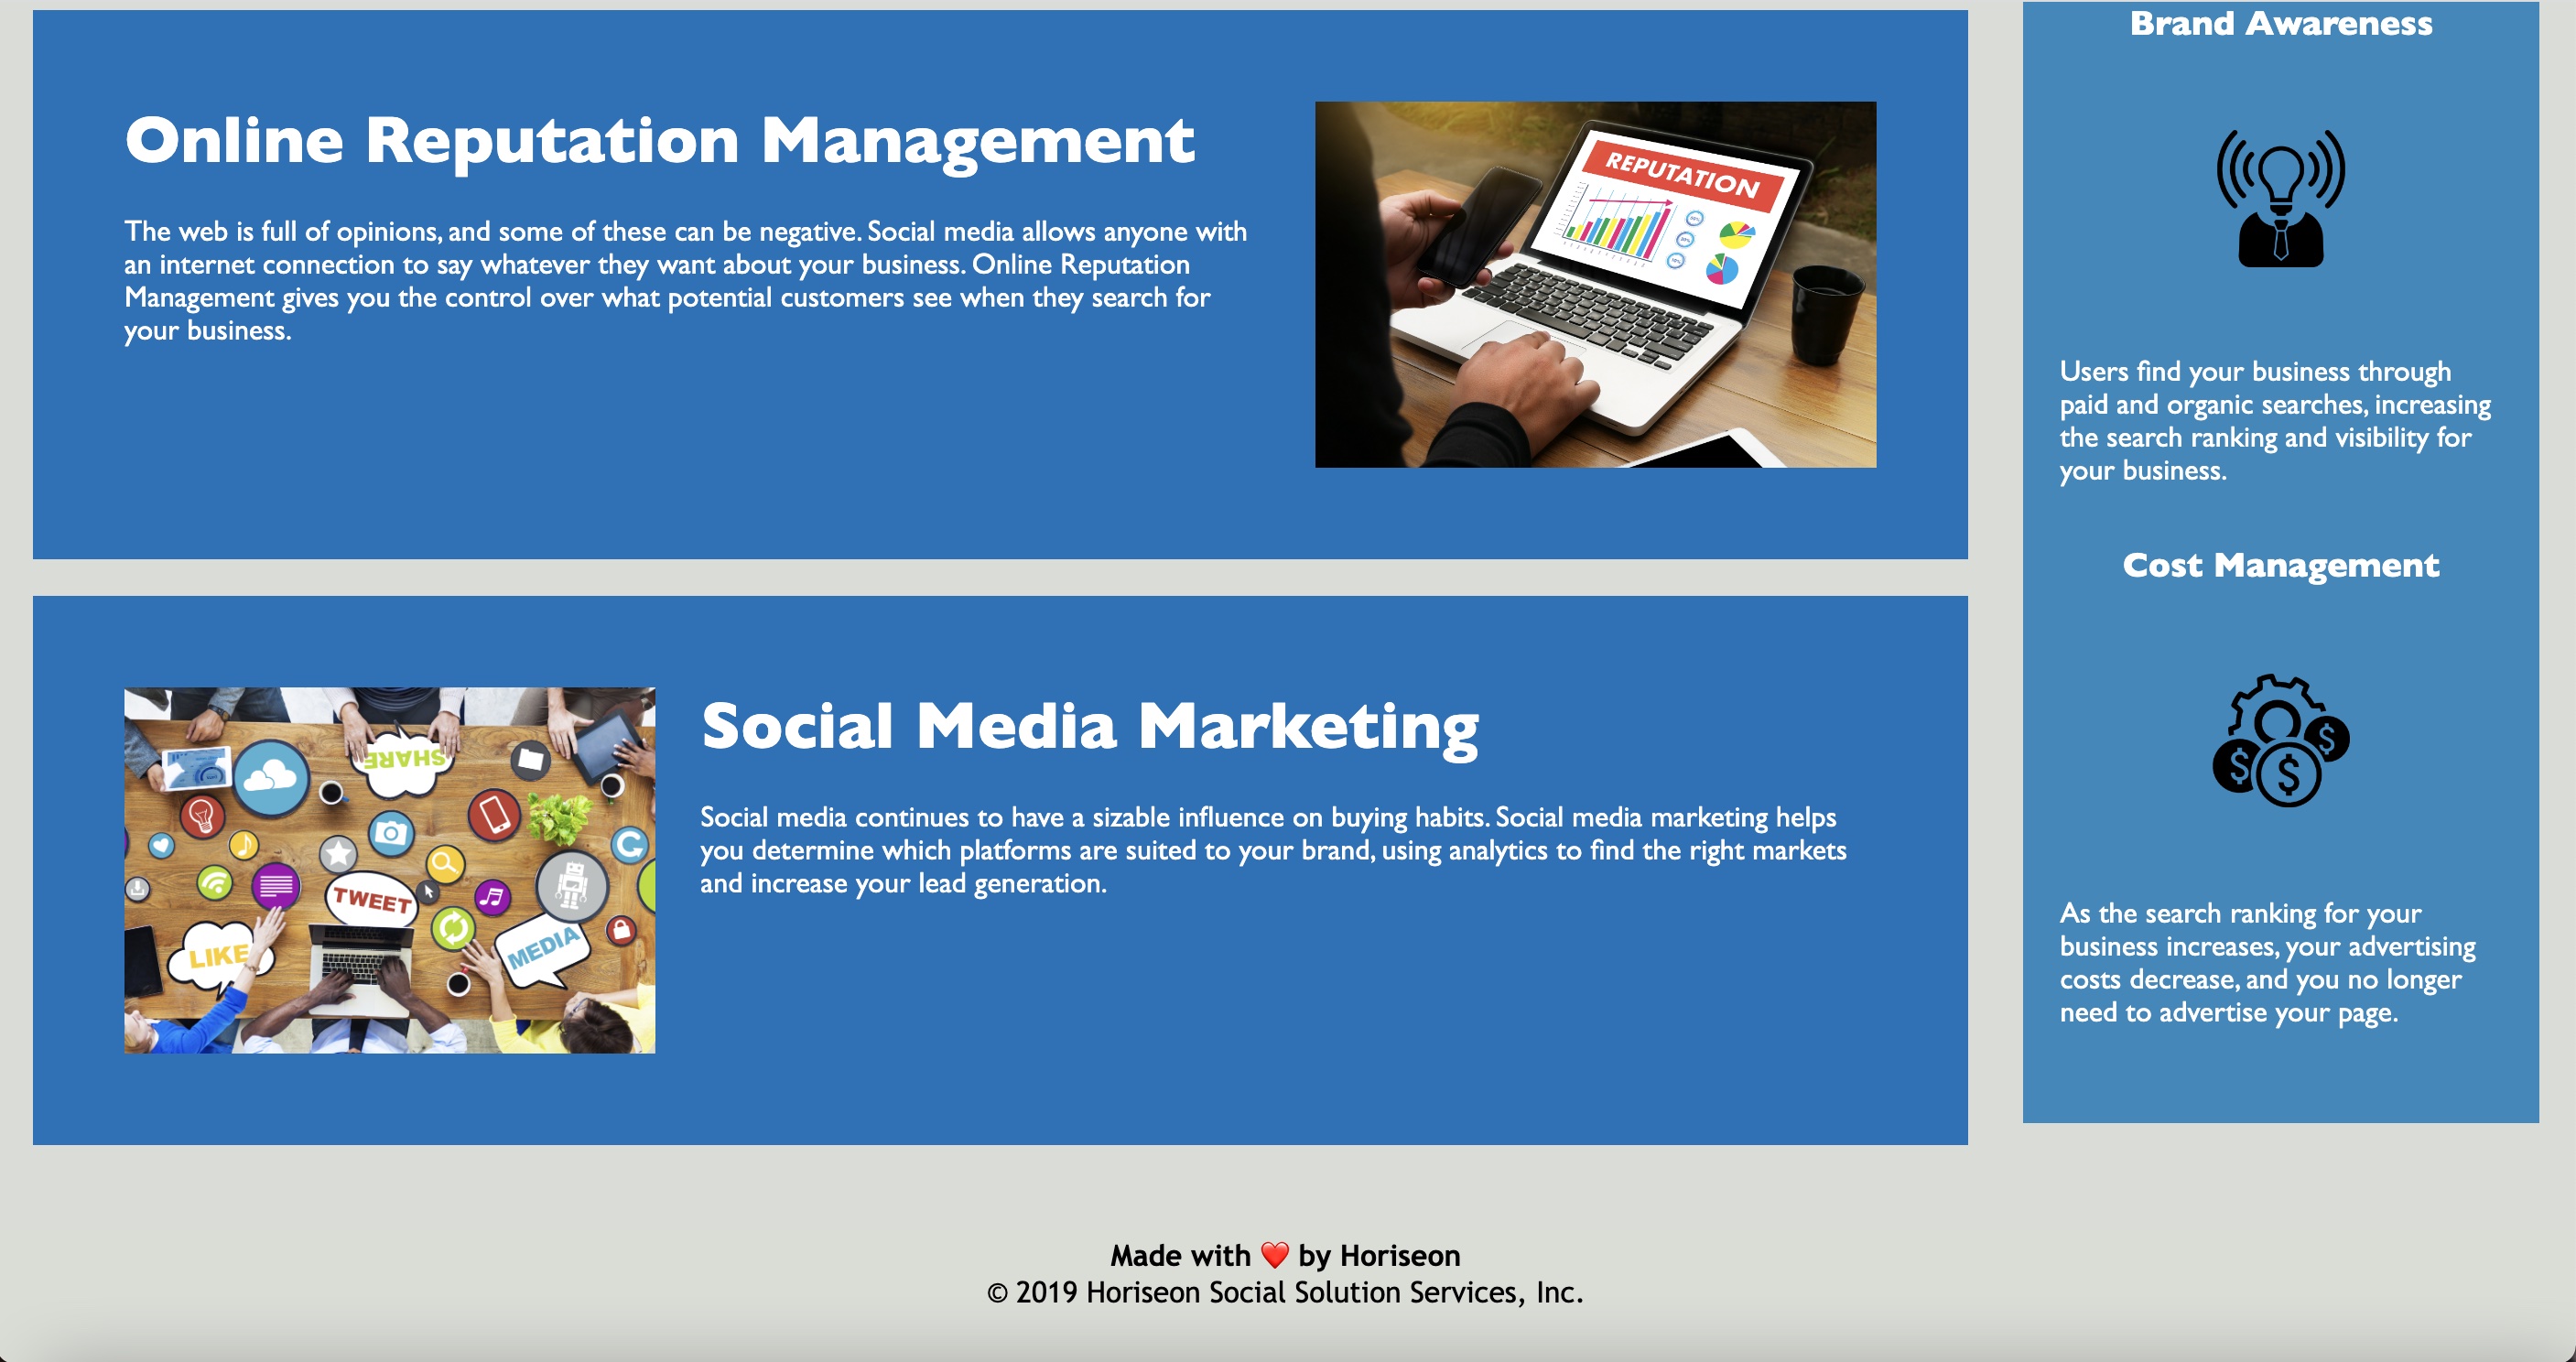 Online Reputation Management
The web is full of opinions, and some of these can be negative. Social media allows anyone with
an internet connection to say whatever they want about your business. Online Reputation
Management gives you the control over what potential customers see when they search for
your business.
REPUTATION
SHARE
TWEET
LIKE
MEDIA
Social Media Marketing
Social media continues to have a sizable influence on buying habits. Social media marketing helps
you determine which platforms are suited to your brand, using analytics to find the right markets
and increase your lead generation.
Brand Awareness
Users find your business through
paid and organic searches, increasing
the search ranking and visibility for
your business.
Cost Management
$ $ $
As the search ranking for your
business increases, your advertising
costs decrease, and you no longer
need to advertise your page.
Made with ❤️ by Horiseon
© 2019 Horiseon Social Solution Services, Inc.